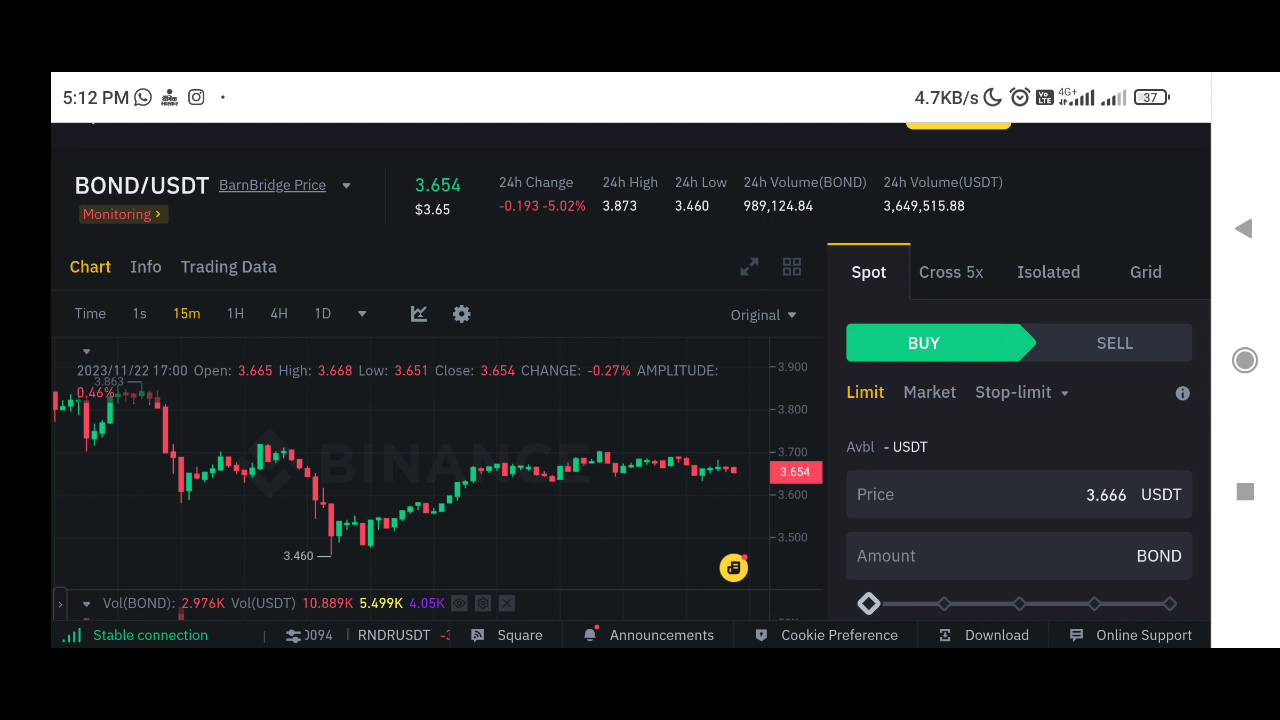 5:12 PM
4.7KB/s
Vo LTE
4G+
37
BOND/USDT
BarnBridge Price
Monitoring
3.654
$3.65
24h Change
-0.193 -5.02%
24h High
3.873
24h Low
3.460
24h Volume(BOND)
989,124.84
24h Volume(USDT)
3,649,515.88
Chart Info Trading Data
Time 1s 15m 1H 4H 1D
Original
2023/11/22 17:00 Open: 3.665 High: 3.668 Low: 3.651 Close: 3.654 CHANGE: -0.27% AMPLITUDE:
0.46%
3.863
3.460
BINANCE
3.900
3.800
3.700
3.654
3.600
3.500
Vol(BOND): 2.976K Vol(USDT) 10.889K 5.499K 4.05K
Spot Cross 5x Isolated Grid
BUY SELL
Limit Market Stop-limit
Avbl - USDT
Price 3.666 USDT
Amount BOND
Stable connection
0094
RNDRUSDT
Square
Announcements
Cookie Preference
Download
Online Support